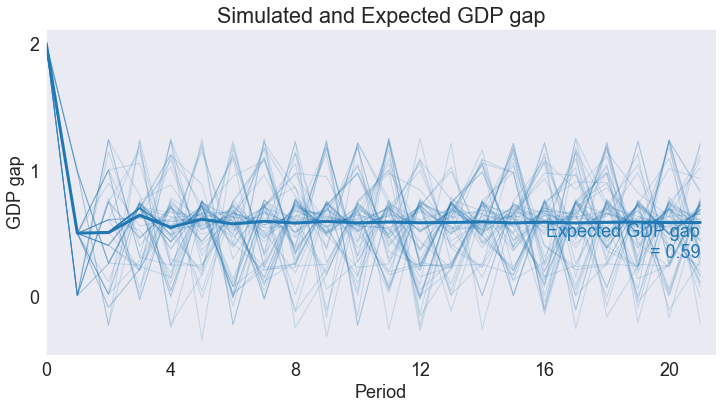 Simulated and Expected GDP gap
GDP gap
2
1
0
Expected GDP gap
= 0.59
0 4 8 12 16 20
Period